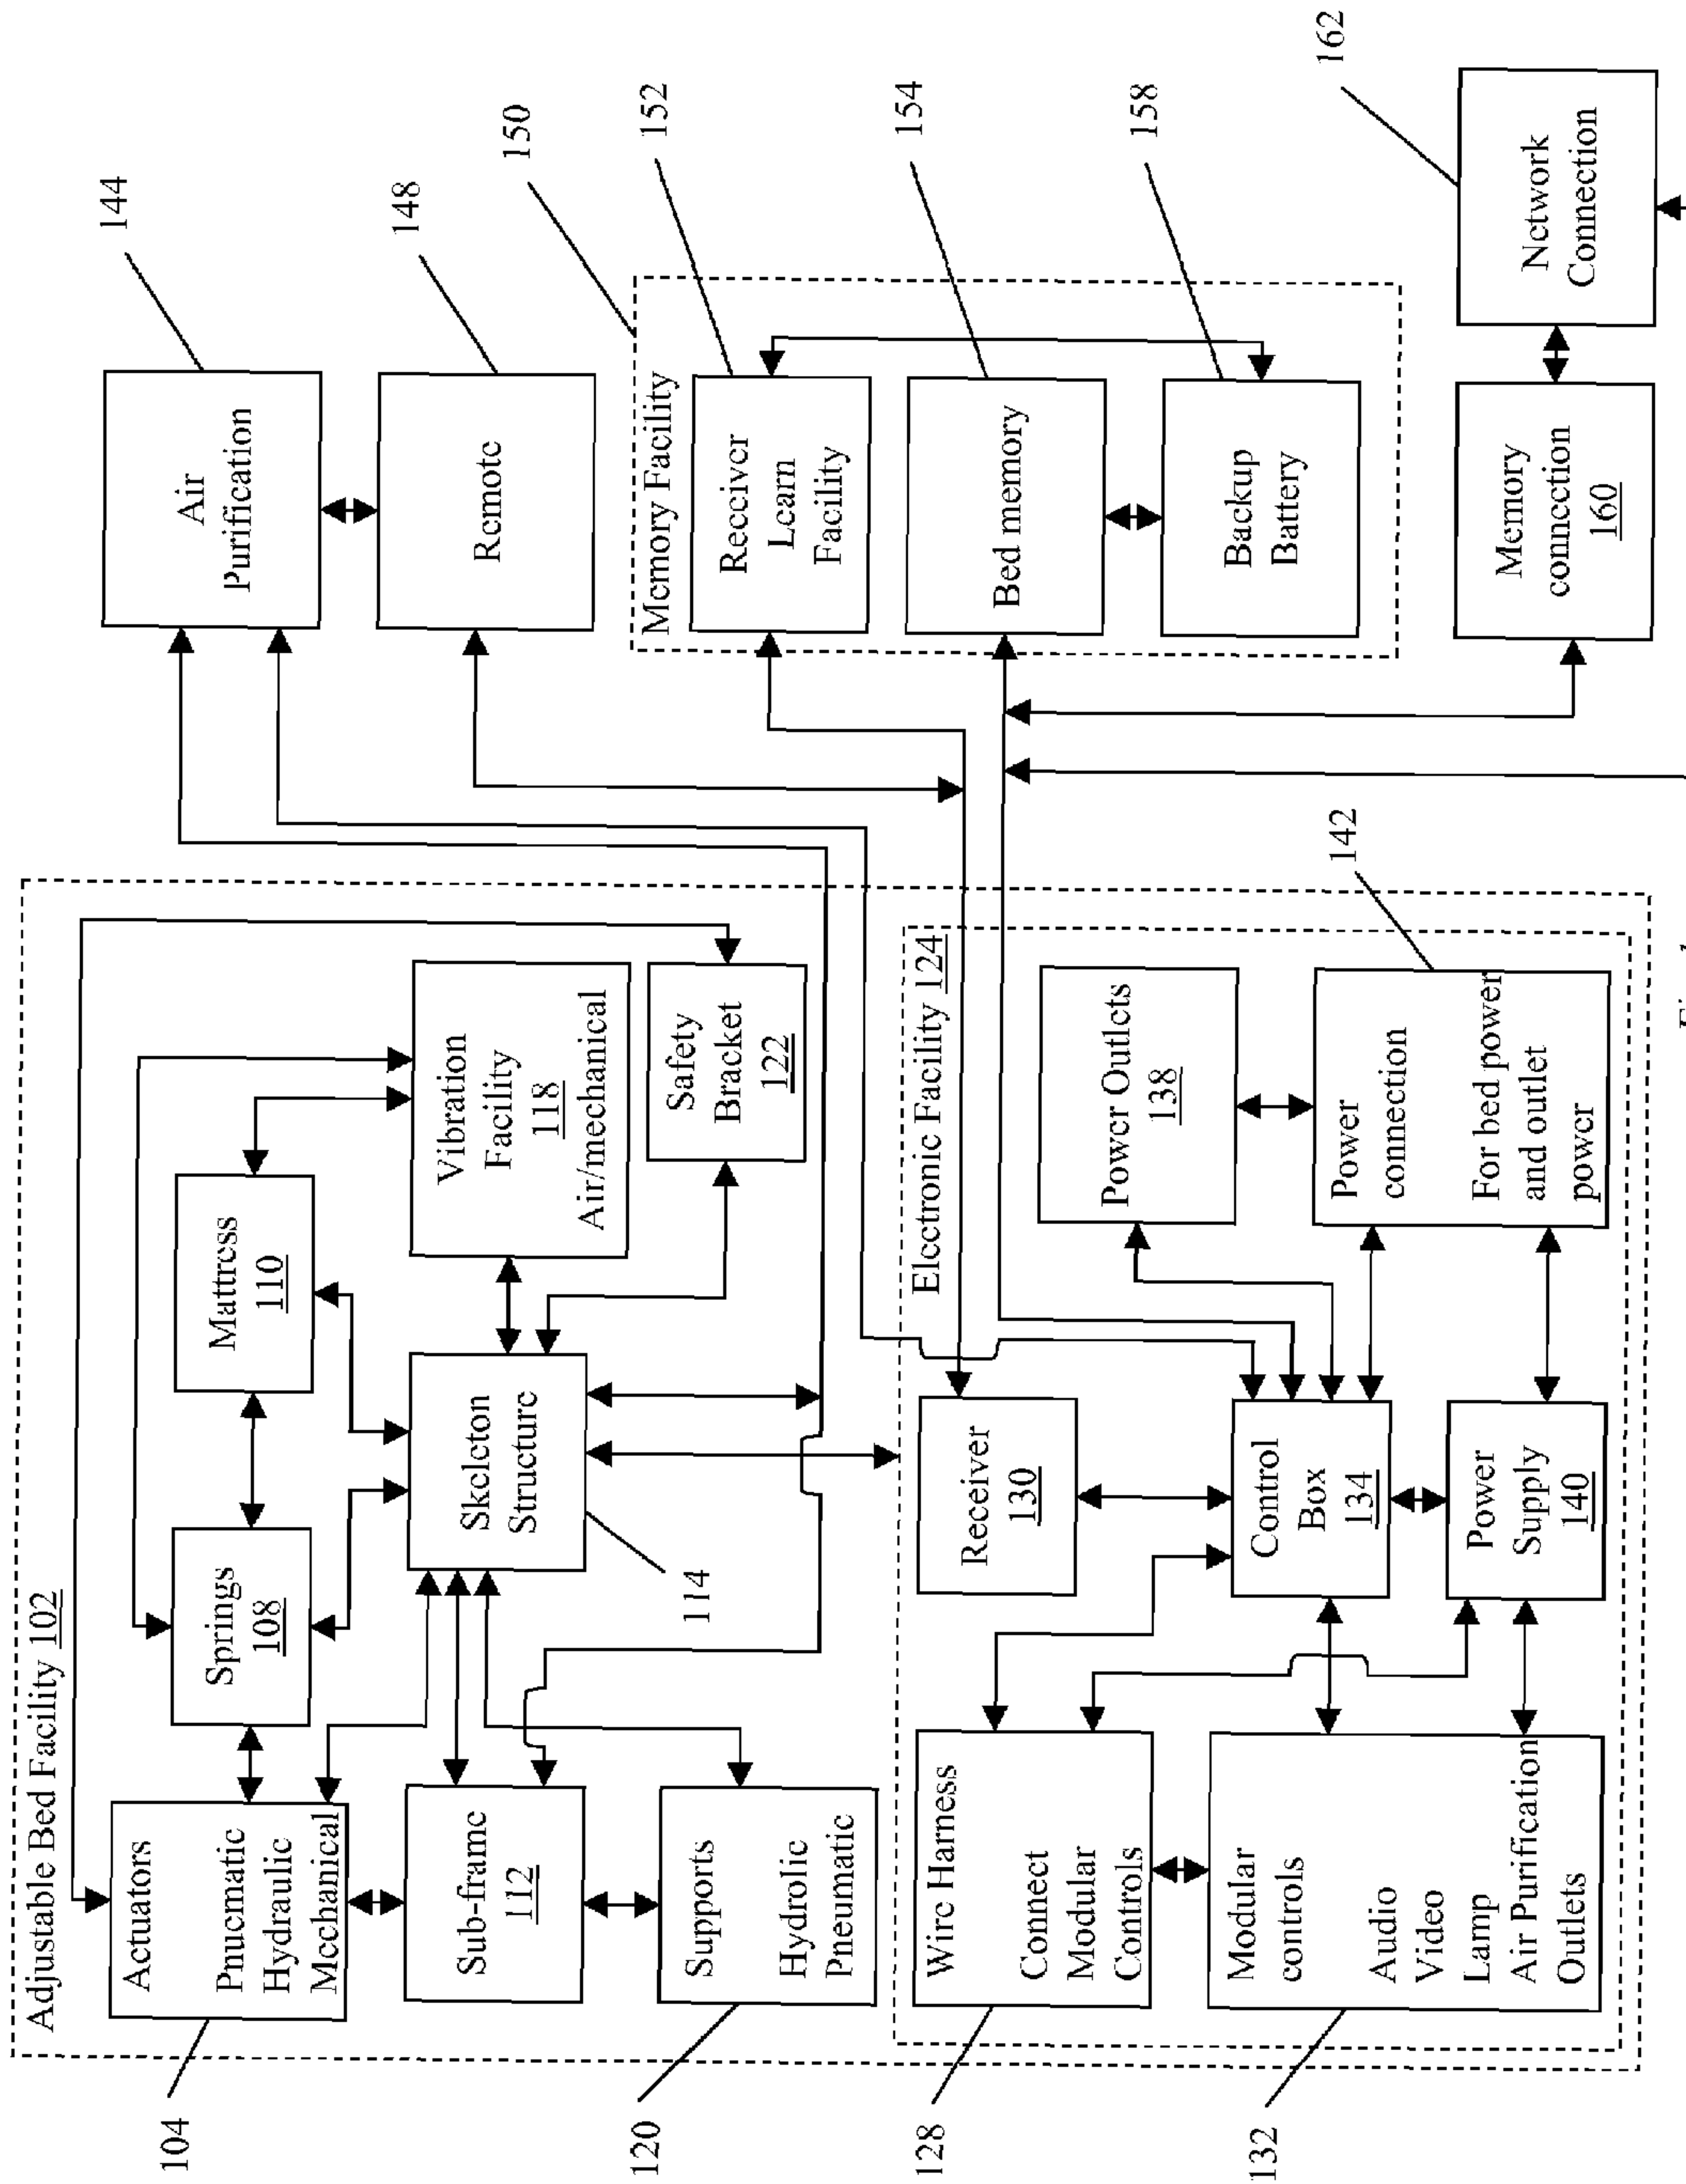 Adjustable Bed Facility 102
Actuators
Pneumatic
Hydraulic
Mechanical
104
Springs
108
Mattress
110
Sub-frame
112
Skeleton
Structure
114
Vibration
Facility
118
Air/mechanical
Supports
Hydrolic
Pneumatic
120
Safety
Bracket
122
Electronic Facility 124
Wire Harness
Connect
Modular
Controls
128
Receiver
130
Modular
controls
Audio
Video
Lamp
Air Purification
Outlets
132
Control
Box
134
Power Outlets
138
Power
Supply
140
Power
connection
For bed power
and outlet
power
142
Air
Purification
144
Remote
148
Memory Facility
150
Receiver
Learn
Facility
152
Bed memory
154
Backup
Battery
158
Memory
connection
160
Network
Connection
162